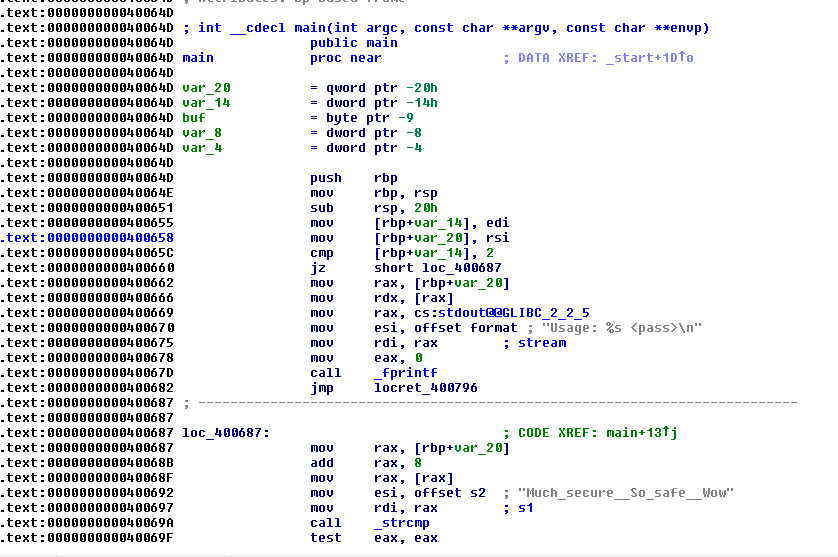 .text:000000000040064D ; Attributes: bp-based frame
.text:000000000040064D
.text:000000000040064D ; int __cdecl main(int argc, const char **argv, const char **envp)
.text:000000000040064D public main
.text:000000000040064D main proc near ; DATA XREF: _start+1D↑o
.text:000000000040064D
.text:000000000040064D var_20 = qword ptr -20h
.text:000000000040064D var_14 = dword ptr -14h
.text:000000000040064D buf = byte ptr -9
.text:000000000040064D var_8 = dword ptr -8
.text:000000000040064D var_4 = dword ptr -4
.text:000000000040064D
.text:000000000040064D push rbp
.text:000000000040064E mov rbp, rsp
.text:0000000000400651 sub rsp, 20h
.text:0000000000400655 mov [rbp+var_14], edi
.text:0000000000400658 mov [rbp+var_20], rsi
.text:000000000040065C cmp [rbp+var_14], 2
.text:0000000000400660 jz short loc_400687
.text:0000000000400662 mov rax, [rbp+var_20]
.text:0000000000400666 mov rdx, [rax]
.text:0000000000400669 mov rax, cs:stdout@@GLIBC_2_2_5
.text:0000000000400670 mov esi, offset format ; "Usage: %s <pass>\n"
.text:0000000000400675 mov rdi, rax ; stream
.text:0000000000400678 mov eax, 0
.text:000000000040067D call _fprintf
.text:0000000000400682 jmp locret_400796
.text:0000000000400687 ; ---------------------------------------------------------------------------
.text:0000000000400687
.text:0000000000400687 loc_400687: ; CODE XREF: main+13↑j
.text:0000000000400687 mov rax, [rbp+var_20]
.text:000000000040068B add rax, 8
.text:000000000040068F mov rax, [rax]
.text:0000000000400692 mov esi, offset s2 ; "Much_secure__So_safe__Wow"
.text:0000000000400697 mov rdi, rax ; s1
.text:000000000040069A call _strcmp
.text:000000000040069F test eax, eax